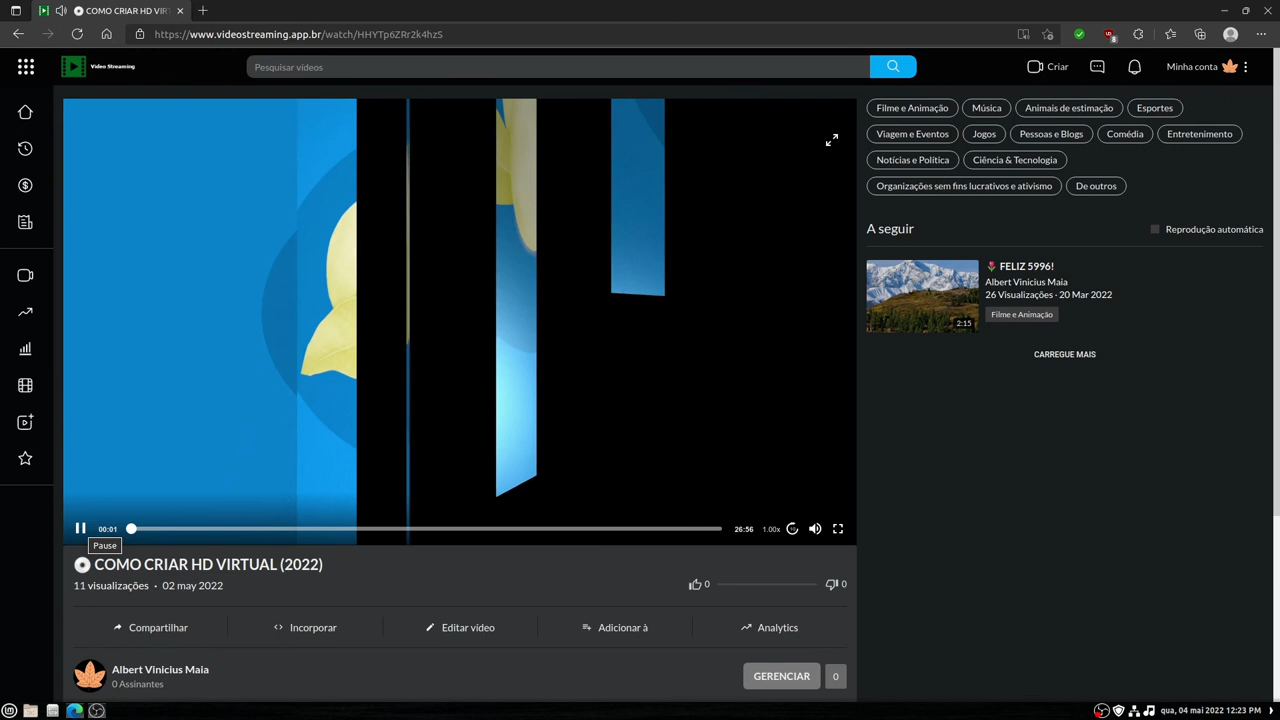 COMO CRIAR HD VIR
https://www.videostreaming.app.br/watch/HHYTp6ZRr2k4hzS
Video Streaming
Pesquisar vídeos
Criar
Minha conta
Filme e Animação
Música
Animais de estimação
Esportes
Viagem e Eventos
Jogos
Pessoas e Blogs
Comédia
Entretenimento
Notícias e Política
Ciência & Tecnologia
Organizações sem fins lucrativos e ativismo
De outros
A seguir
Reprodução automática
FELIZ 5996!
Albert Vinicius Maia
26 Visualizações · 20 Mar 2022
Filme e Animação
2:15
CARREGUE MAIS
00:01
26:56
1.00x
Pause
COMO CRIAR HD VIRTUAL (2022)
11 visualizações · 02 may 2022
0
0
Compartilhar
Incorporar
Editar vídeo
Adicionar à
Analytics
Albert Vinicius Maia
0 Assinantes
GERENCIAR
0
qua, 04 mai 2022 12:23 PM